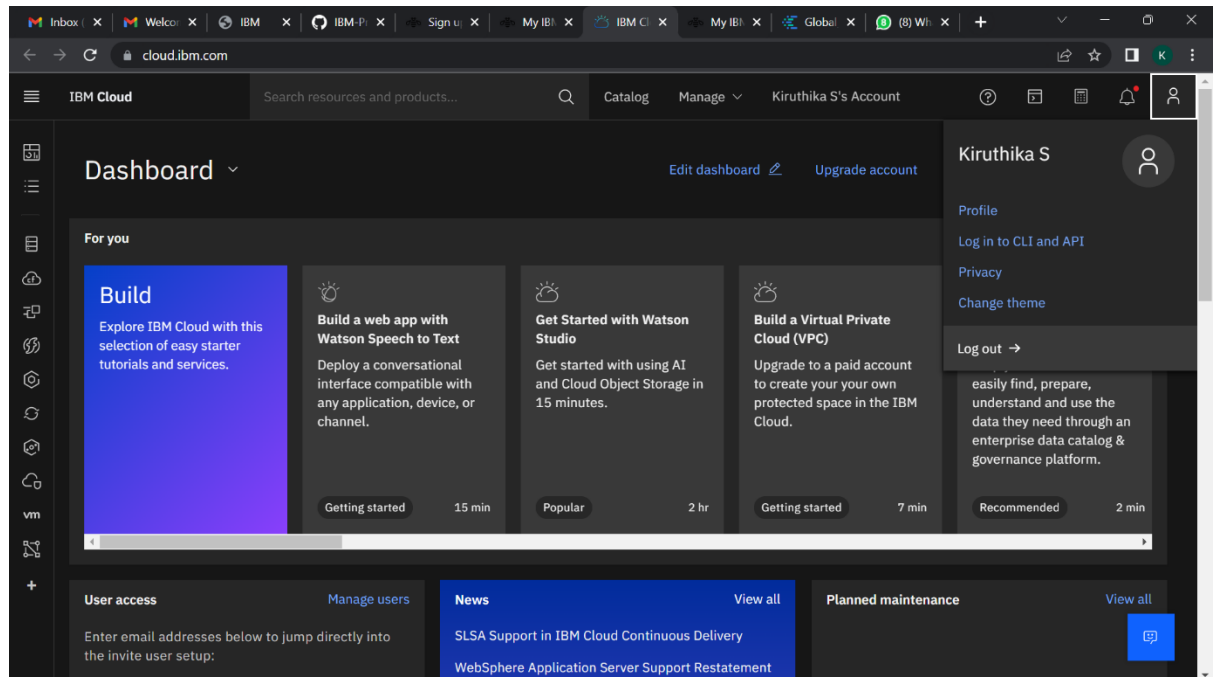 Inbox (
Welcor
IBM
IBM-Pr
Sign up
My IBM
IBM Cl
My IBM
Global
(8) Wh
cloud.ibm.com
K
IBM Cloud
Search resources and products...
Catalog
Manage
Kiruthika S's Account
Dashboard
Edit dashboard
Upgrade account
Kiruthika S
Profile
Log in to CLI and API
Privacy
Change theme
Log out →
For you
Build
Explore IBM Cloud with this
selection of easy starter
tutorials and services.
Build a web app with
Watson Speech to Text
Deploy a conversational
interface compatible with
any application, device, or
channel.
Getting started
15 min
Get Started with Watson
Studio
Get started with using AI
and Cloud Object Storage in
15 minutes.
Popular
2 hr
Build a Virtual Private
Cloud (VPC)
Upgrade to a paid account
to create your your own
protected space in the IBM
Cloud.
Getting started
7 min
easily find, prepare,
understand and use the
data they need through an
enterprise data catalog &
governance platform.
Recommended
2 min
vm
User access
Manage users
Enter email addresses below to jump directly into
the invite user setup:
News
View all
SLSA Support in IBM Cloud Continuous Delivery
WebSphere Application Server Support Restatement
Planned maintenance
View all